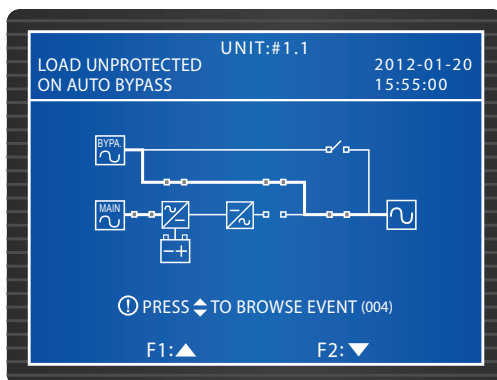 UNIT:#1.1
LOAD UNPROTECTED
ON AUTO BYPASS
2012-01-20
15:55:00
BYPA.
MAIN
PRESS TO BROWSE EVENT (004)
F1:
F2: